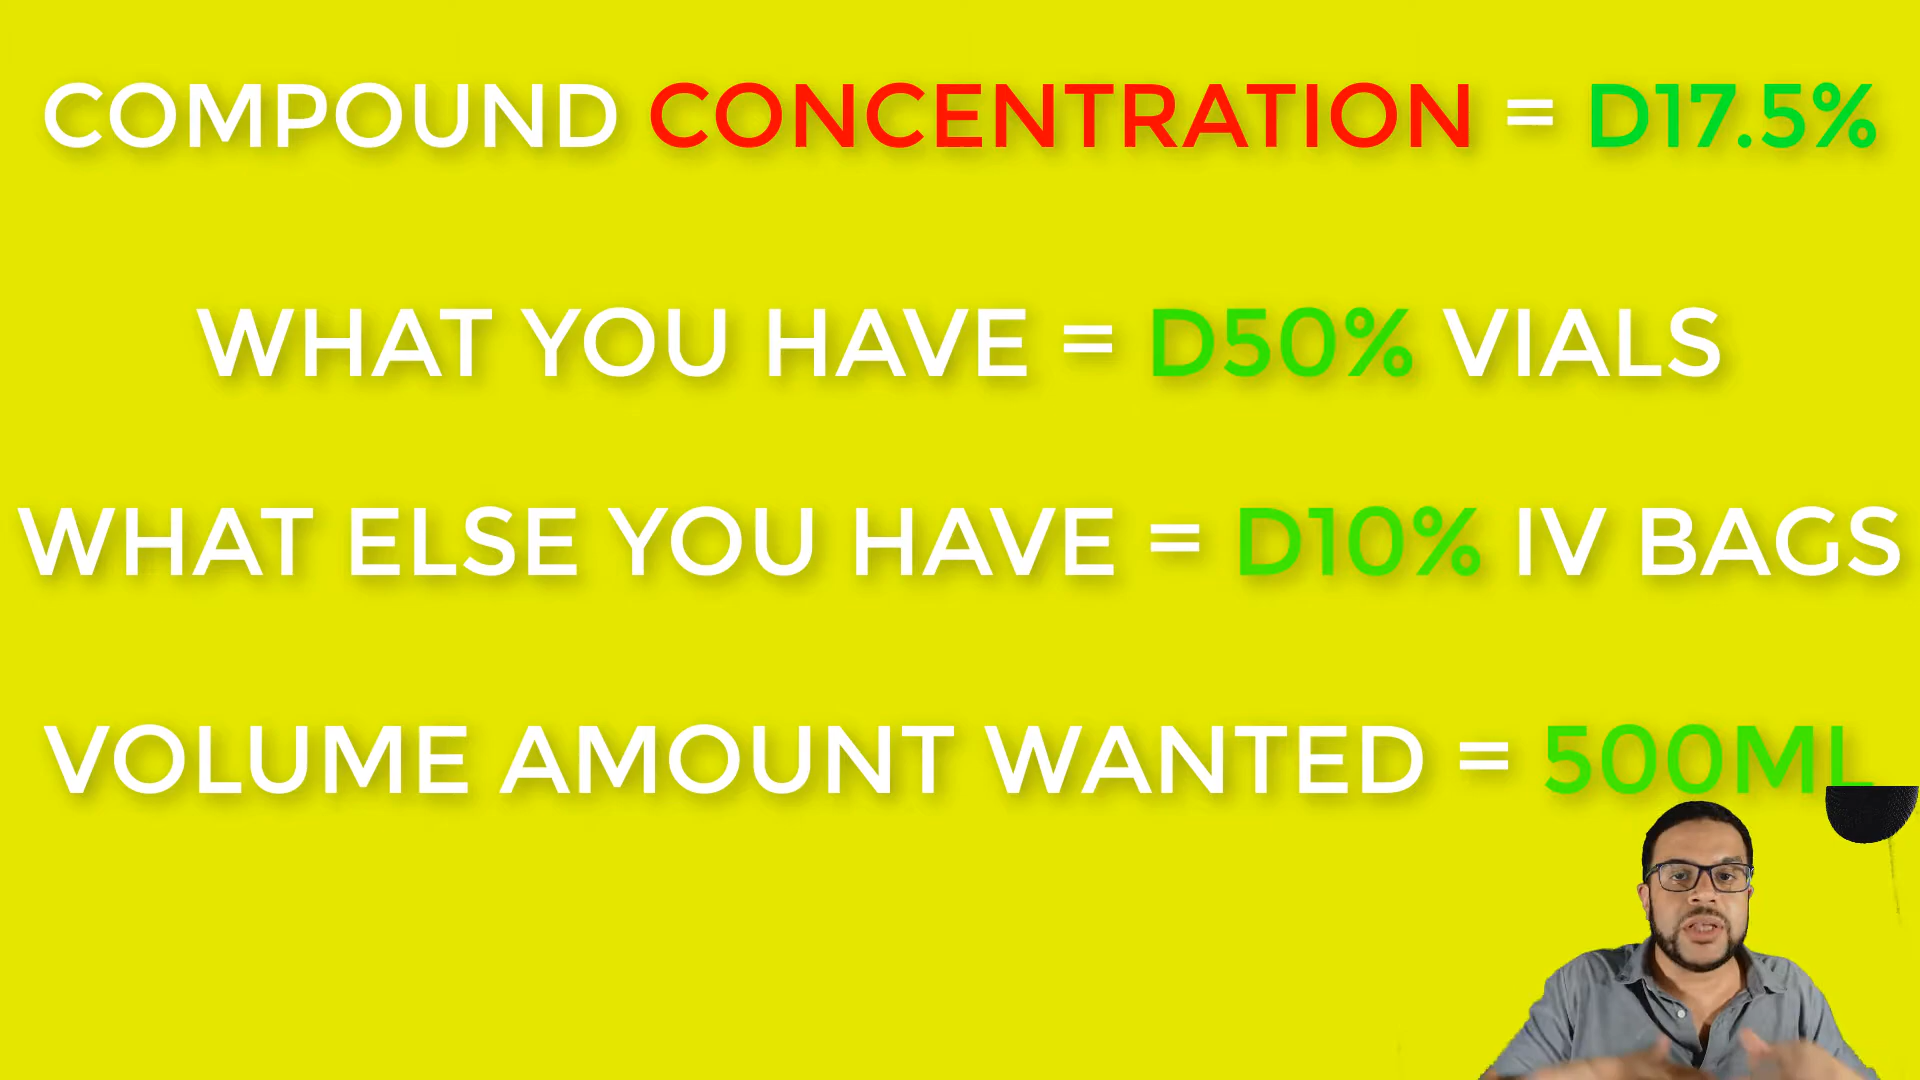 COMPOUND CONCENTRATION = D17.5%
WHAT YOU HAVE = D50% VIALS
WHAT ELSE YOU HAVE = D10% IV BAGS
VOLUME AMOUNT WANTED = 500ML